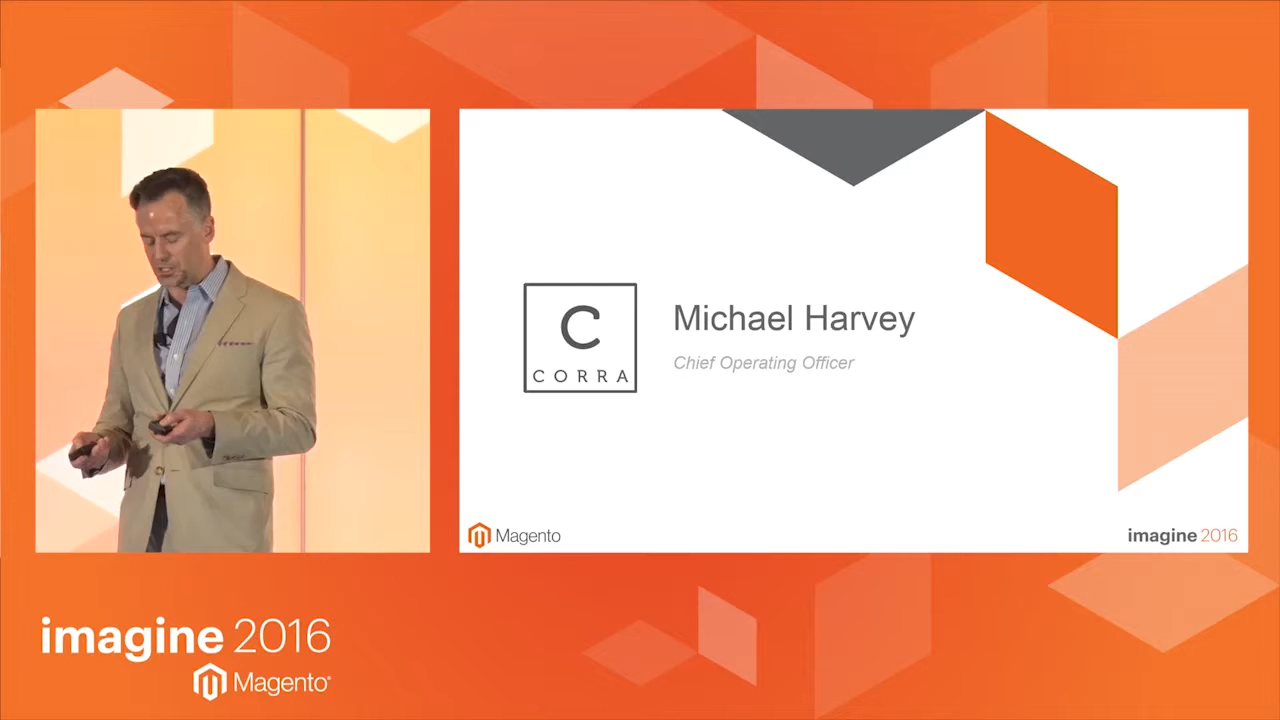 C
CORRA
Michael Harvey
Chief Operating Officer
Magento
imagine 2016
imagine 2016
Magento®